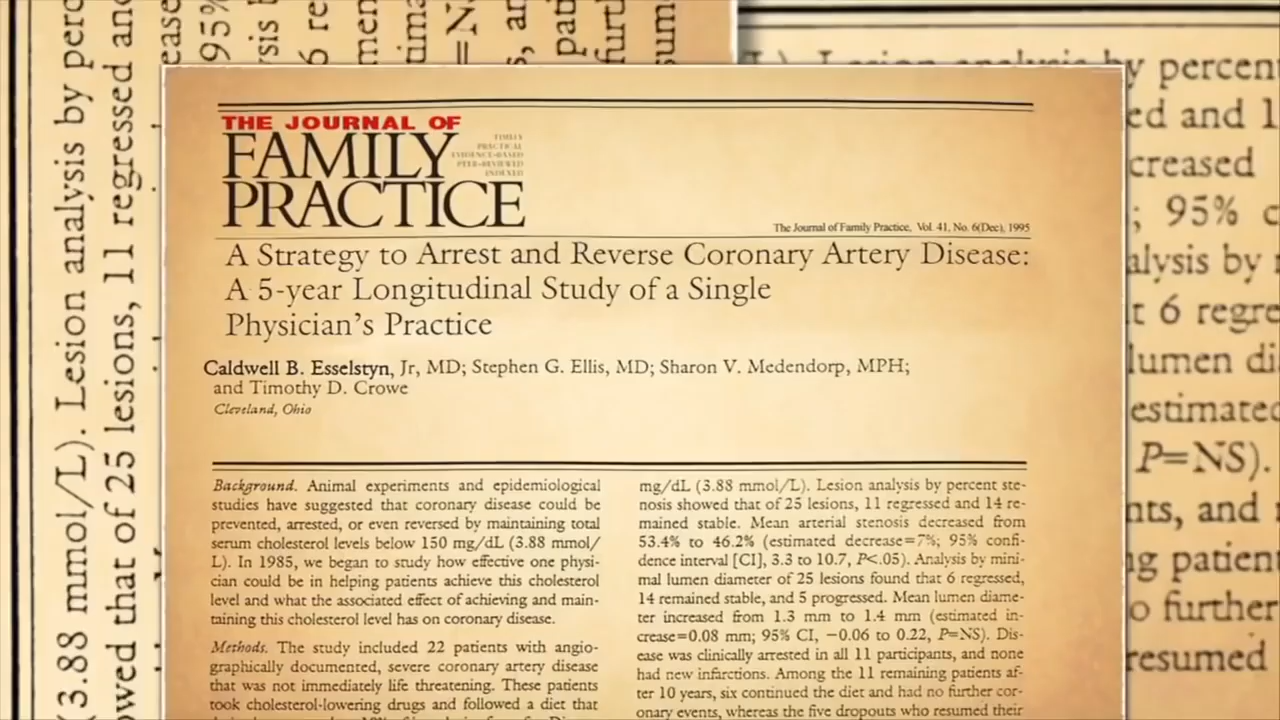 THE JOURNAL OF
FAMILY
PRACTICE
TIMELY
PRACTICAL
EVIDENCE-BASED
PEER-REVIEWED
INDEXED
The Journal of Family Practice, Vol. 41, No. 6(Dec), 1995
A Strategy to Arrest and Reverse Coronary Artery Disease:
A 5-year Longitudinal Study of a Single
Physician's Practice
Caldwell B. Esselstyn, Jr, MD; Stephen G. Ellis, MD; Sharon V. Medendorp, MPH;
and Timothy D. Crowe
Cleveland, Ohio
Background. Animal experiments and epidemiological
studies have suggested that coronary disease could be
prevented, arrested, or even reversed by maintaining total
serum cholesterol levels below 150 mg/dL (3.88 mmol/
L). In 1985, we began to study how effective one physi-
cian could be in helping patients achieve this cholesterol
level and what the associated effect of achieving and main-
taining this cholesterol level has on coronary disease.
Methods. The study included 22 patients with angio-
graphically documented, severe coronary artery disease
that was not immediately life threatening. These patients
took cholesterol-lowering drugs and followed a diet that
mg/dL (3.88 mmol/L). Lesion analysis by percent ste-
nosis showed that of 25 lesions, 11 regressed and 14 re-
mained stable. Mean arterial stenosis decreased from
53.4% to 46.2% (estimated decrease=7%; 95% confi-
dence interval [CI], 3.3 to 10.7, P<.05). Analysis by mini-
mal lumen diameter of 25 lesions found that 6 regressed,
14 remained stable, and 5 progressed. Mean lumen diame-
ter increased from 1.3 mm to 1.4 mm (estimated in-
crease=0.08 mm; 95% CI, −0.06 to 0.22, P=NS). Dis-
ease was clinically arrested in all 11 participants, and none
had new infarctions. Among the 11 remaining patients af-
ter 10 years, six continued the diet and had no further cor-
onary events, whereas the five dropouts who resumed their
(3.88 mmol/L). Lesion analysis by perc
owed that of 25 lesions, 11 regressed and
95%
6
=N
L). Lesion analysis by percent
ed and 1
creased
; 95% c
alysis by
t 6 regre
lumen di
estimated
P=NS).
nts, and
ng patient
o further
resumed